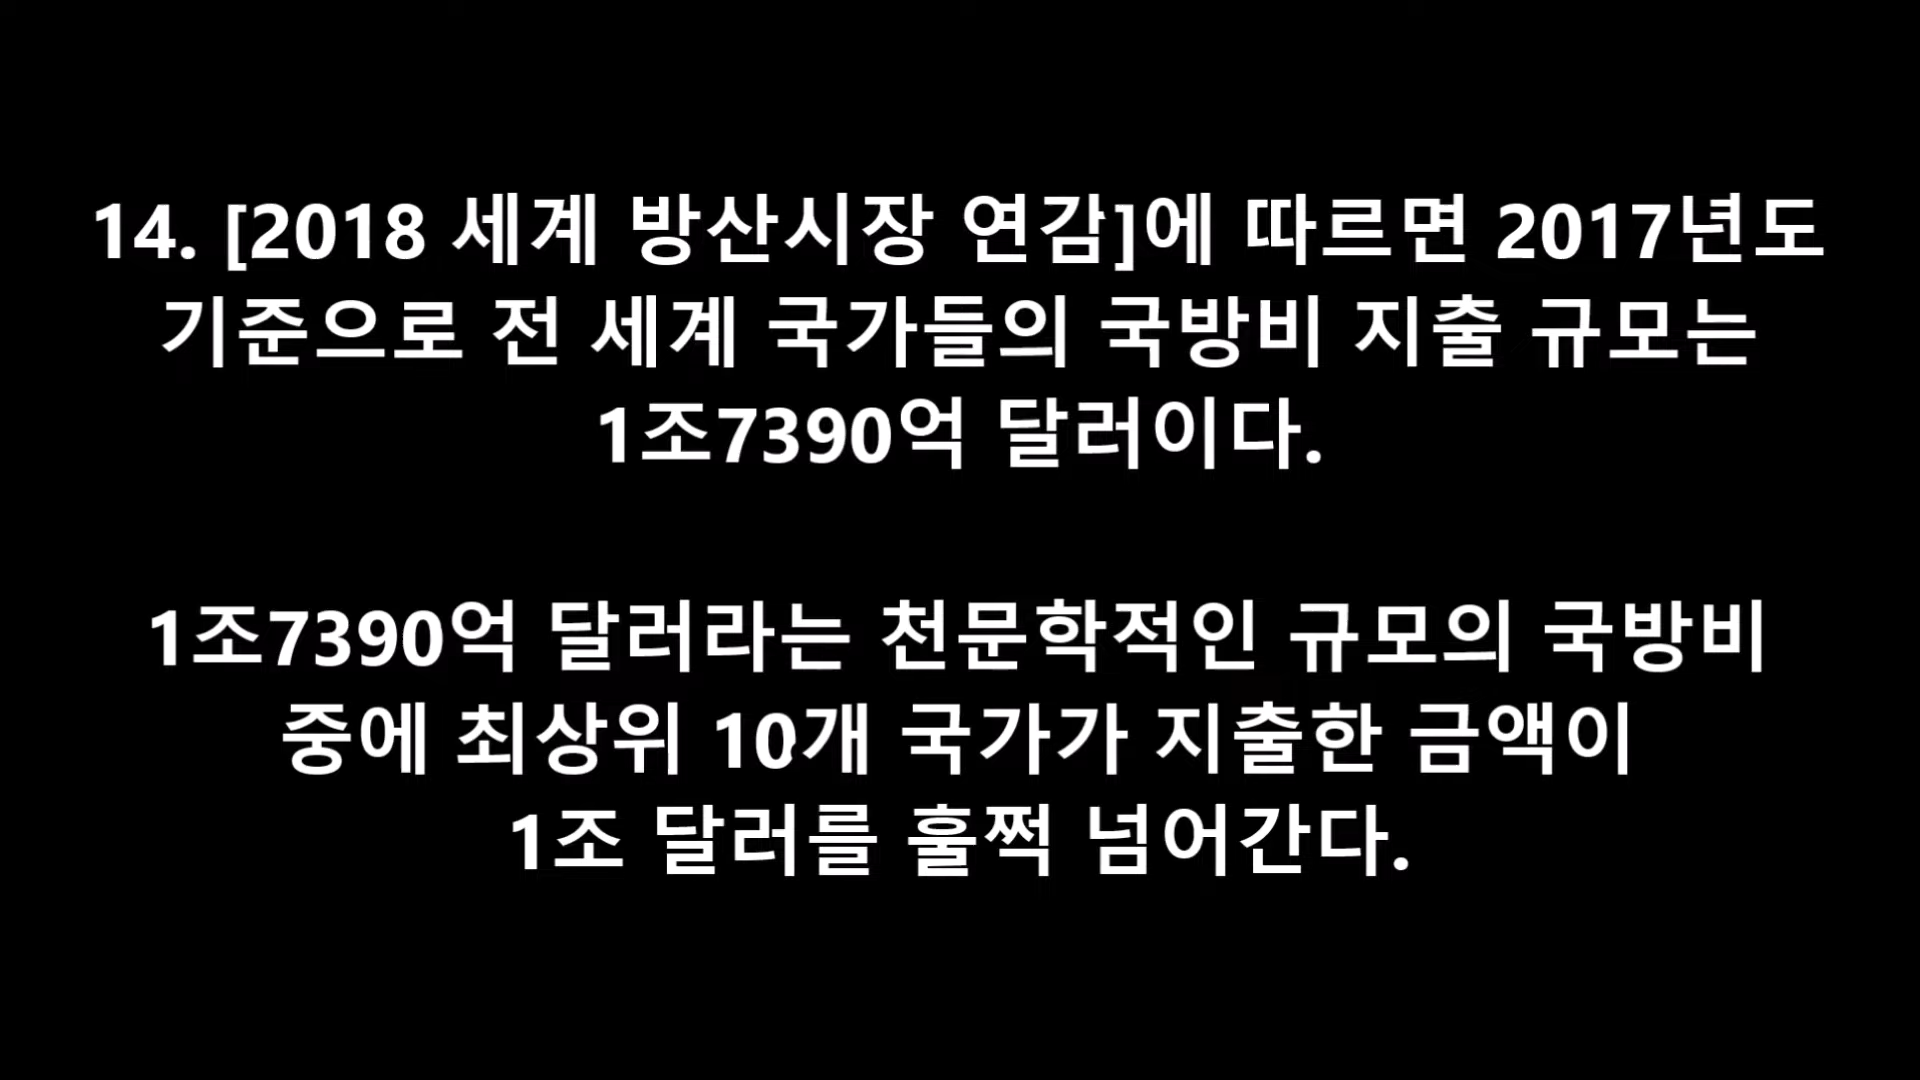 14. [2018 세계 방산시장 연감]에 따르면 2017년도
기준으로 전 세계 국가들의 국방비 지출 규모는
1조7390억 달러이다.
1조7390억 달러라는 천문학적인 규모의 국방비
중에 최상위 10개 국가가 지출한 금액이
1조 달러를 훌쩍 넘어간다.